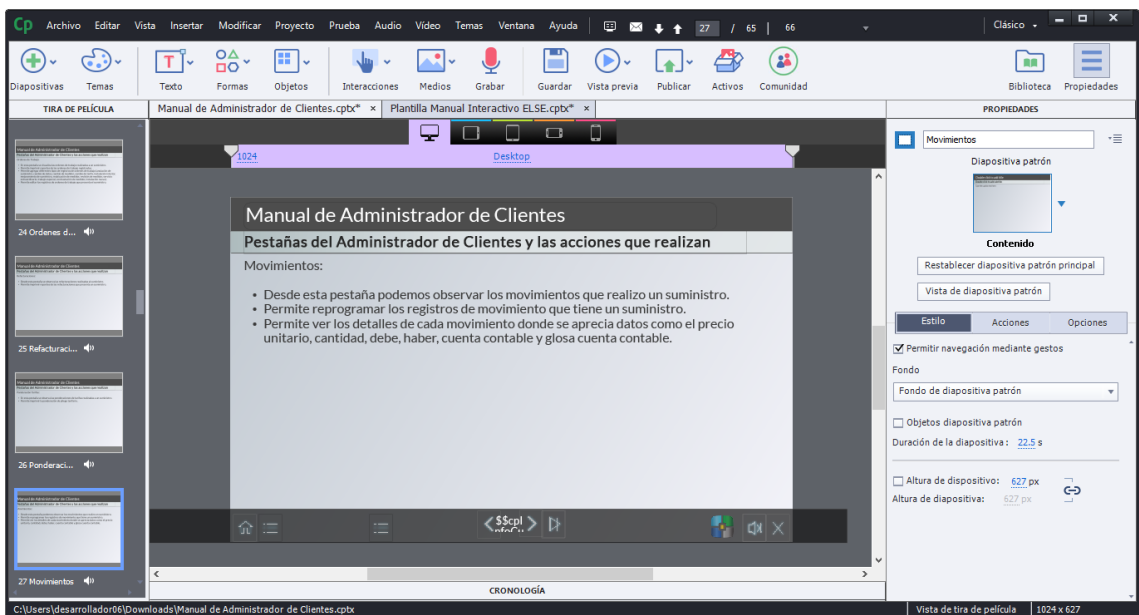 Cp Archivo Editar Vista Insertar Modificar Proyecto Prueba Audio Vídeo Temas Ventana Ayuda 27 / 65 66 Clásico X
Diapositivas Temas Texto Formas Objetos Interacciones Medios Grabar Guardar Vista previa Publicar Activos Comunidad Biblioteca Propiedades
TIRA DE PELÍCULA
Manual de Administrador de Clientes.cptx* × Plantilla Manual Interactivo ELSE.cptx* ×
PROPIEDADES
24 Ordenes d...
25 Refacturaci...
26 Ponderaci...
27 Movimientos
1024 Desktop
Manual de Administrador de Clientes
Pestañas del Administrador de Clientes y las acciones que realizan
Movimientos:
• Desde esta pestaña podemos observar los movimientos que realizo un suministro.
• Permite reprogramar los registros de movimiento que tiene un suministro.
• Permite ver los detalles de cada movimiento donde se aprecia datos como el precio
unitario, cantidad, debe, haber, cuenta contable y glosa cuenta contable.
$$cpI
CRONOLOGÍA
Movimientos
Diapositiva patrón
Contenido
Restablecer diapositiva patrón principal
Vista de diapositiva patrón
Estilo Acciones Opciones
Permitir navegación mediante gestos
Fondo
Fondo de diapositiva patrón
Objetos diapositiva patrón
Duración de la diapositiva: 22.5 s
Altura de dispositivo: 627 px
Altura de diapositiva: 627 px
C:\Users\desarrollador06\Downloads\Manual de Administrador de Clientes.cptx
Vista de tira de película 1024 x 627